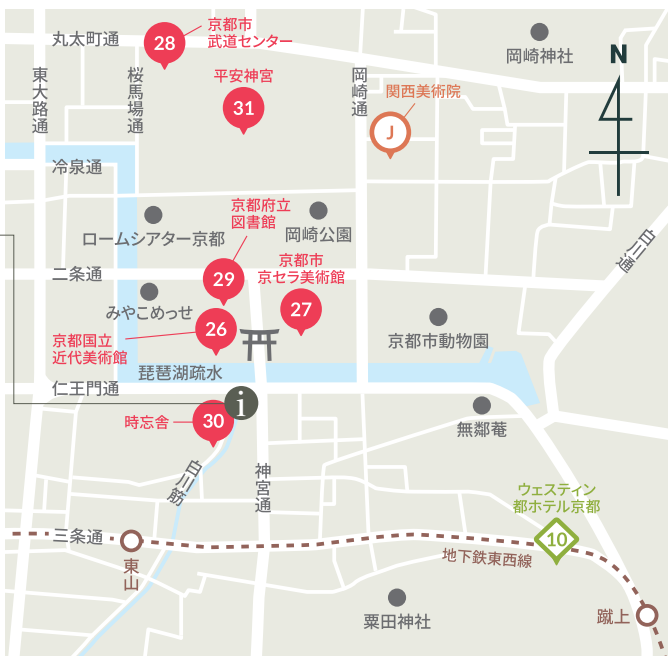 京都市
武道センター
28
丸太町通
岡崎神社
N
東大路通
桜馬場通
平安神宮
31
岡崎通
関西美術院
J
冷泉通
京都府立
図書館
ロームシアター京都
岡崎公園
白川通
二条通
29
京都市
京セラ美術館
27
みやこめっせ
26
京都国立
近代美術館
京都市動物園
琵琶湖疏水
仁王門通
i
時忘舎
30
無鄰菴
白川筋
神宮通
ウェスティン
都ホテル京都
10
三条通
東山
地下鉄東西線
粟田神社
蹴上